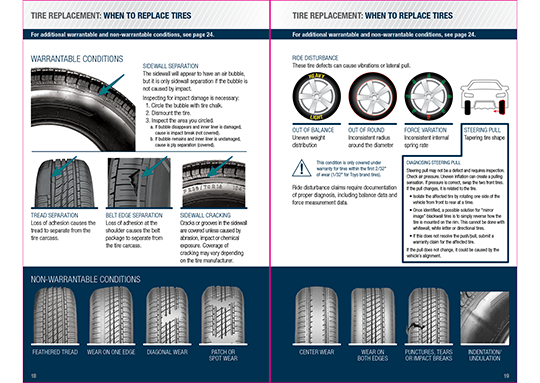 TIRE REPLACEMENT: WHEN TO REPLACE TIRES
For additional warrantable and non-warrantable conditions, see page 24.
WARRANTABLE CONDITIONS
SIDEWALL SEPARATION
The sidewall will appear to have an air bubble,
but it is only sidewall separation if the bubble is
not caused by impact.
Inspecting for impact damage is necessary:
1. Circle the bubble with tire chalk.
2. Dismount the tire.
3. Inspect the area you circled.
a. If bubble disappears and inner liner is damaged,
cause is impact break (not covered).
b. If bubble remains and inner liner is undamaged,
cause is ply separation (covered).
TREAD SEPARATION
Loss of adhesion causes the
tread to separate from the
tire carcass.
BELT EDGE SEPARATION
Loss of adhesion at the
shoulder causes the belt
package to separate from
the tire carcass.
SIDEWALL CRACKING
Cracks or grooves in the sidewall
are covered unless caused by
abrasion, impact or chemical
exposure. Coverage of
cracking may vary depending
on the tire manufacturer.
NON-WARRANTABLE CONDITIONS
FEATHERED TREAD
WEAR ON ONE EDGE
DIAGONAL WEAR
PATCH OR
SPOT WEAR
18
TIRE REPLACEMENT: WHEN TO REPLACE TIRES
For additional warrantable and non-warrantable conditions, see page 24.
RIDE DISTURBANCE
These tire defects can cause vibrations or lateral pull.
HEAVY
LIGHT
OUT OF BALANCE
Uneven weight
distribution
OUT OF ROUND
Inconsistent radius
around the diameter
FORCE VARIATION
Inconsistent internal
spring rate
STEERING PULL
Tapering tire shape
This condition is only covered under
warranty for tires within the first 2/32"
of wear (1/32" for Toyo brand tires).
Ride disturbance claims require documentation
of proper diagnosis, including balance data and
force measurement data.
DIAGNOSING STEERING PULL
Steering pull may not be a defect and requires inspection.
Check air pressure. Uneven inflation can create a pulling
sensation. If pressure is correct, swap the two front tires.
If the pull changes, it is related to the tire.
• Isolate the affected tire by rotating one side of the
vehicle from front to rear at a time.
• Once identified, a possible solution for "mirror
image" blackwall tires is to simply reverse how the
tire is mounted on the rim. This cannot be done with
whitewall, white letter or directional tires.
• If this does not resolve the push/pull, submit a
warranty claim for the affected tire.
If the pull does not change, it could be caused by the
vehicle's alignment.
CENTER WEAR
WEAR ON
BOTH EDGES
PUNCTURES, TEARS
OR IMPACT BREAKS
INDENTATION/
UNDULATION
19